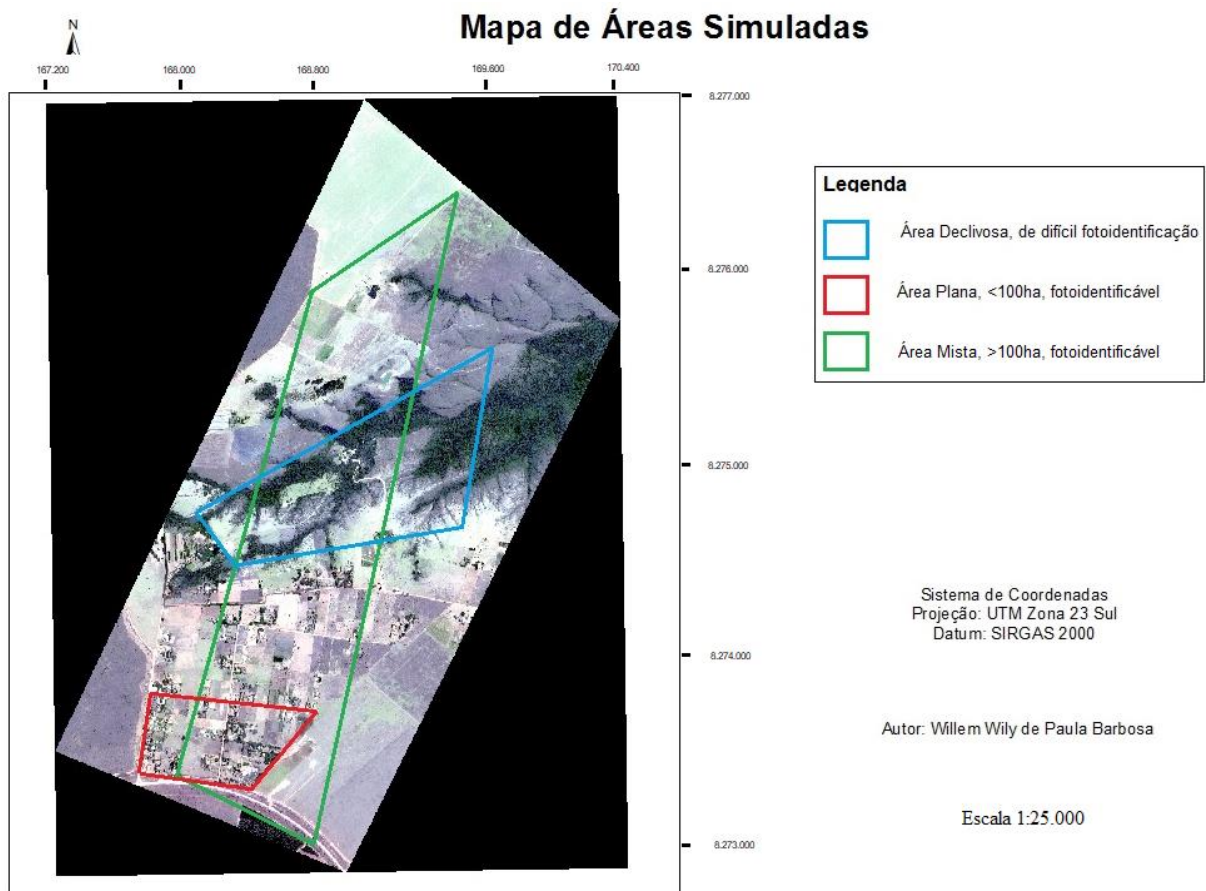 Mapa de Áreas Simuladas
N
167.200
168.000
168.800
169.600
170.400
8.277.000
8.276.000
8.275.000
8.274.000
8.273.000
Legenda
Área Declivosa, de difícil fotoidentificação
Área Plana, <100ha, fotoidentificável
Área Mista, >100ha, fotoidentificável
Sistema de Coordenadas
Projeção: UTM Zona 23 Sul
Datum: SIRGAS 2000
Autor: Willem Wily de Paula Barbosa
Escala 1:25.000